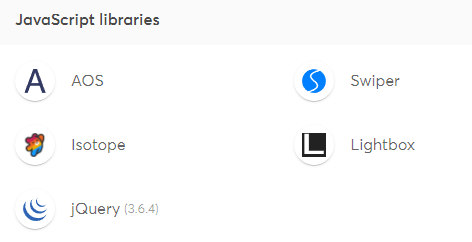 JavaScript libraries
A AOS Swiper
Isotope L Lightbox
jQuery (3.6.4)